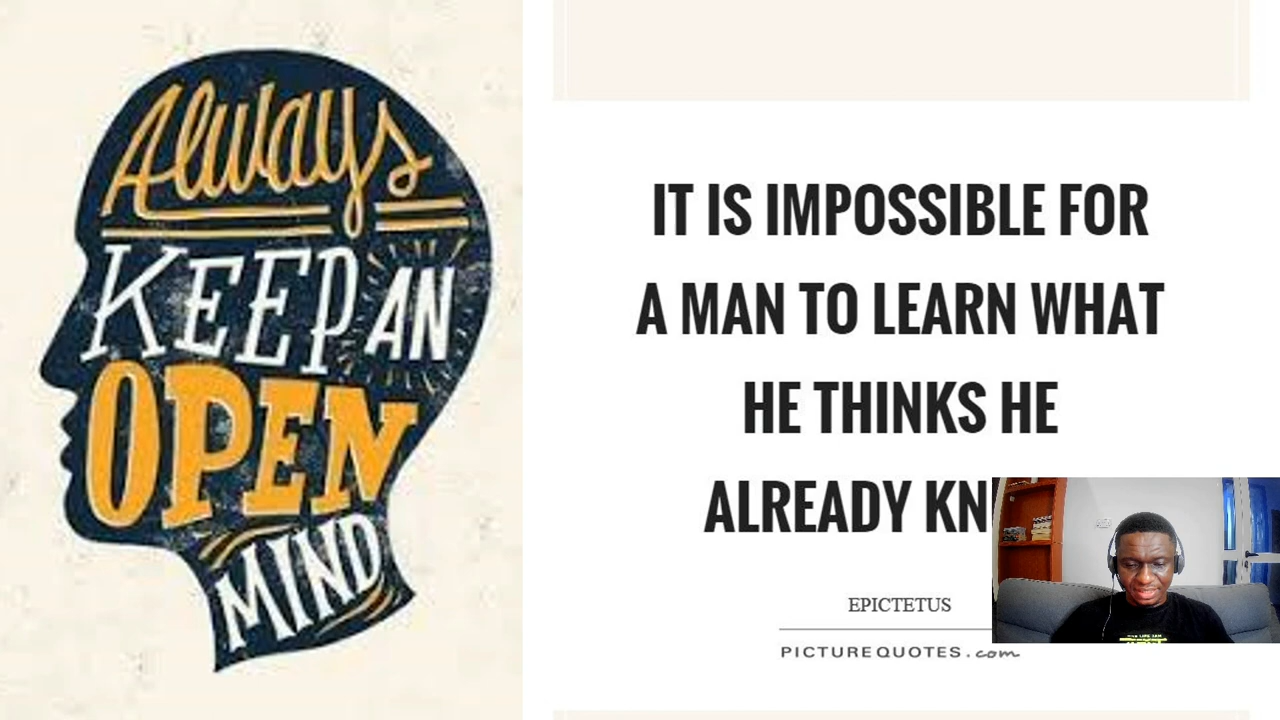 Always
KEEP AN
OPEN
MIND
IT IS IMPOSSIBLE FOR
A MAN TO LEARN WHAT
HE THINKS HE
ALREADY KN
EPICTETUS
PICTUREQUOTES.com